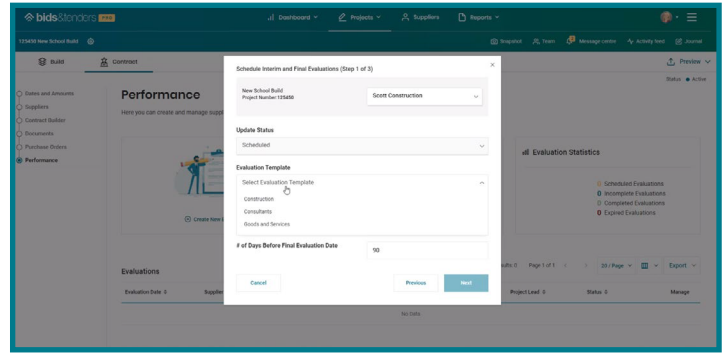 bids&tenders PRO
Dashboard
Projects
Suppliers
Reports
123450 New School Build
Snapshot
Team
Message centre
Activity feed
Journal
Build
Contract
Preview
Status Active
Dates and Amounts
Suppliers
Contract Builder
Documents
Purchase Orders
Performance
Performance
Here you can create and manage suppl
Create New E
Schedule Interim and Final Evaluations (Step 1 of 3)
New School Build
Project Number: 123450
Scott Construction
Update Status
Scheduled
Evaluation Template
Select Evaluation Template
Construction
Consultants
Goods and Services
# of Days Before Final Evaluation Date
90
Cancel
Previous
Next
Evaluation Statistics
0 Scheduled Evaluations
0 Incomplete Evaluations
0 Completed Evaluations
0 Expired Evaluations
Evaluations
Page 1 of 1
10 / Page
Export
Evaluation Date
Supplier
Project Lead
Status
Manage
No data